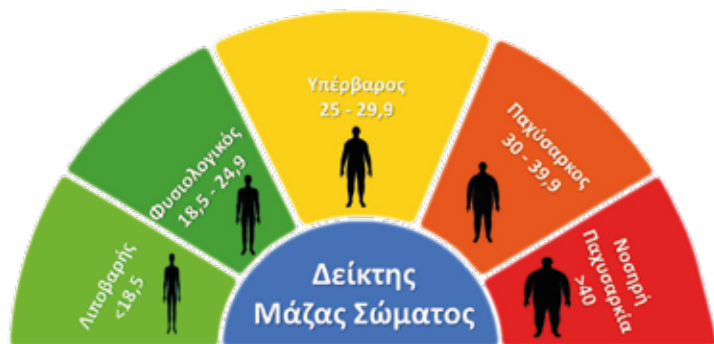 Λιποβαρής
<18,5
Φυσιολογικός
18,5 - 24,9
Υπέρβαρος
25 - 29,9
Παχύσαρκος
30 - 39,9
Νοσηρή
Παχυσαρκία
>40
Δείκτης
Μάζας Σώματος